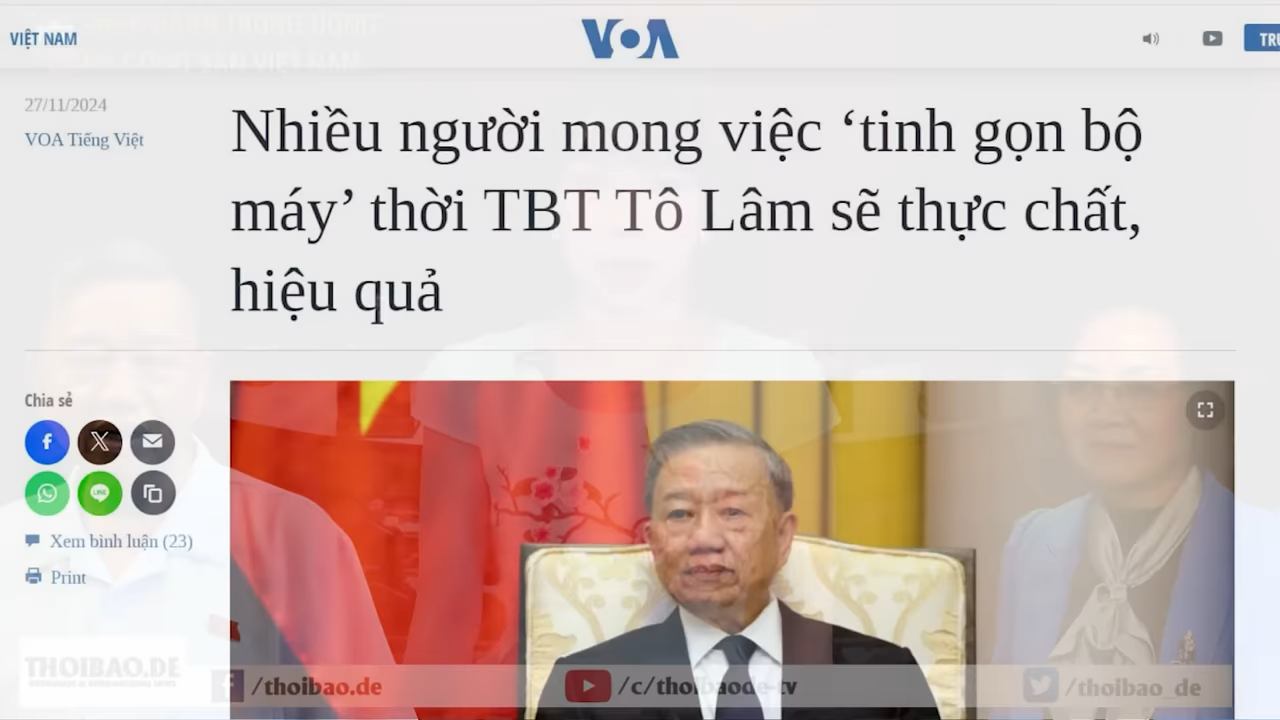 VIỆT NAM
VOA
TRU
27/11/2024
VOA Tiếng Việt
Nhiều người mong việc ‘tinh gọn bộ
máy’ thời TBT Tô Lâm sẽ thực chất,
hiệu quả
Chia sẻ
LINE
Xem bình luận (23)
Print
THOIBAO.DE
/thoibao.de
/c/thoibaode-tv
/thoibao_de